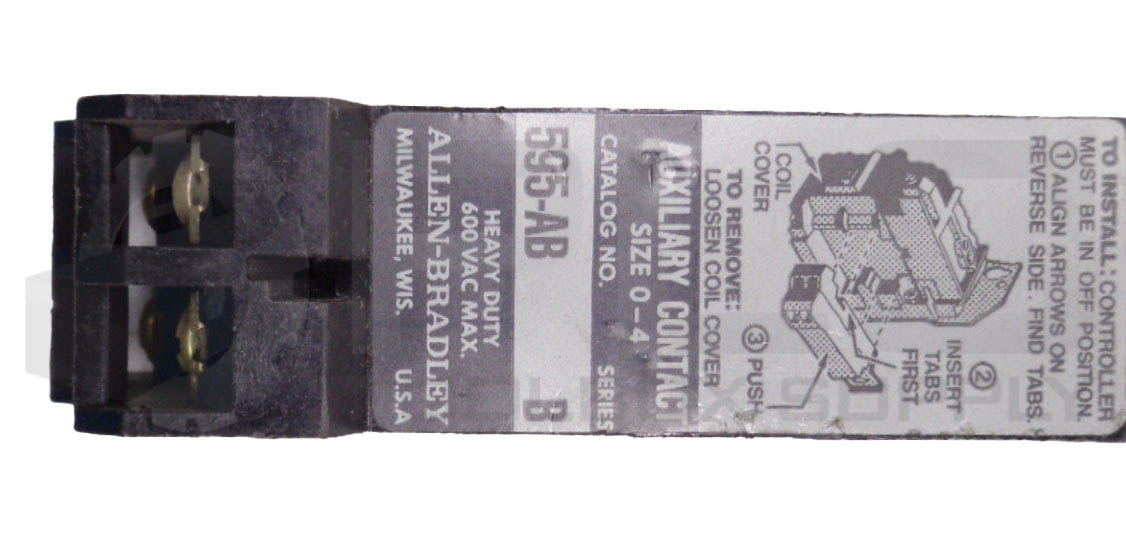 TO INSTALL: CONTROLLER
MUST BE IN OFF POSITION.
① ALIGN ARROWS ON
REVERSE SIDE. FIND TABS.
②
INSERT
TABS
FIRST
COIL
COVER
③ PUSH
TO REMOVE:
LOOSEN COIL COVER
AUXILIARY CONTACT
SIZE 0-4
CATALOG NO. SERIES
595-AB B
HEAVY DUTY
600 VAC MAX.
ALLEN-BRADLEY
MILWAUKEE, WIS. U.S.A
SUPPLY